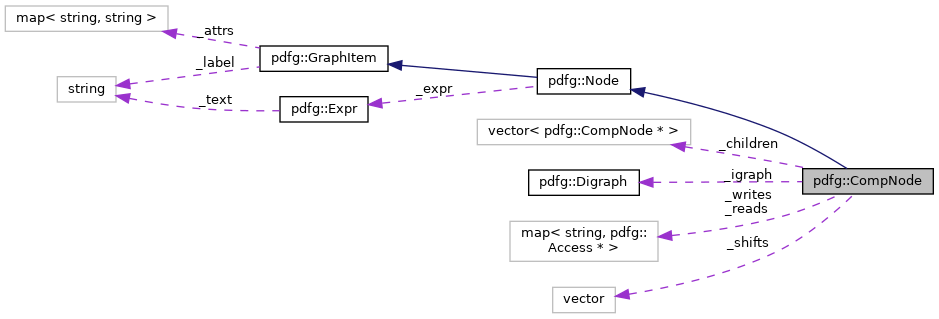 map< string, string >
_attrs
pdfg::GraphItem
_label
string
_text
pdfg::Expr
_expr
pdfg::Node
vector< pdfg::CompNode * >
_children
pdfg::Digraph
_igraph
pdfg::CompNode
_writes
_reads
map< string, pdfg::
Access * >
_shifts
vector